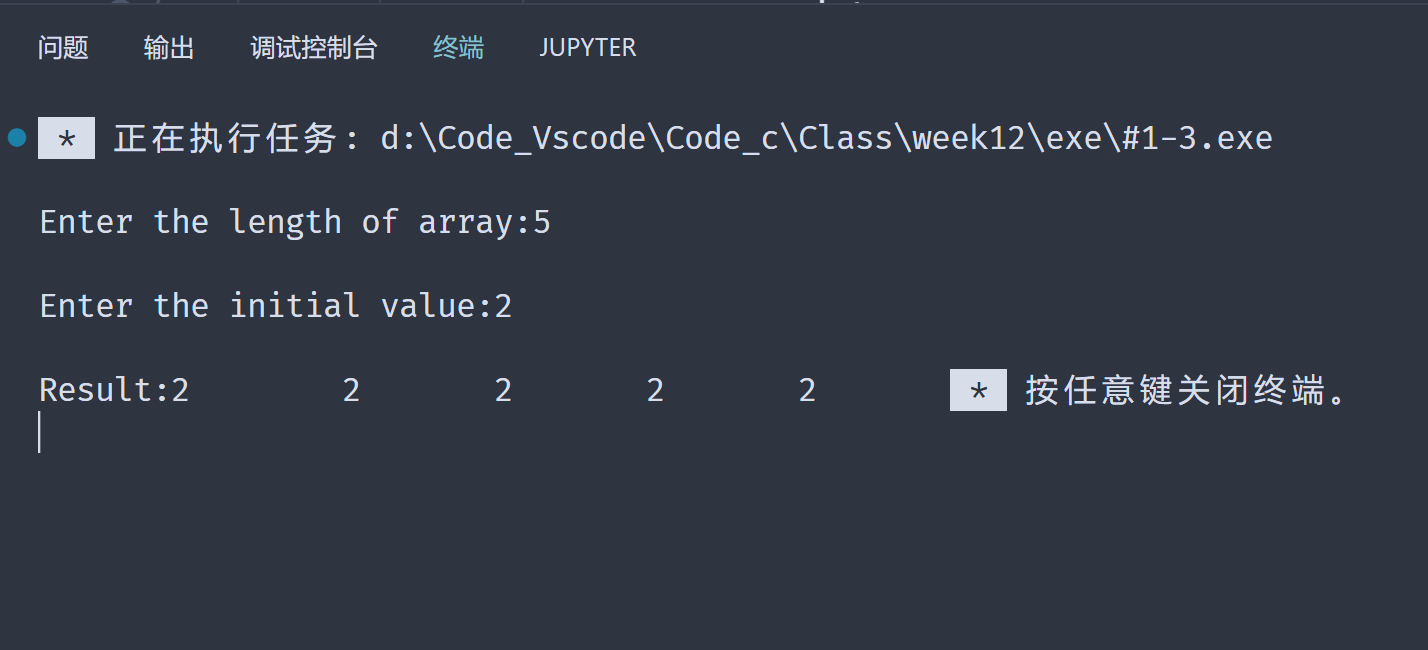 问题 输出 调试控制台 终端 JUPYTER
* 正在执行任务: d:\Code_Vscode\Code_c\Class\week12\exe\#1-3.exe
Enter the length of array:5
Enter the initial value:2
Result:2 2 2 2 2 * 按任意键关闭终端。